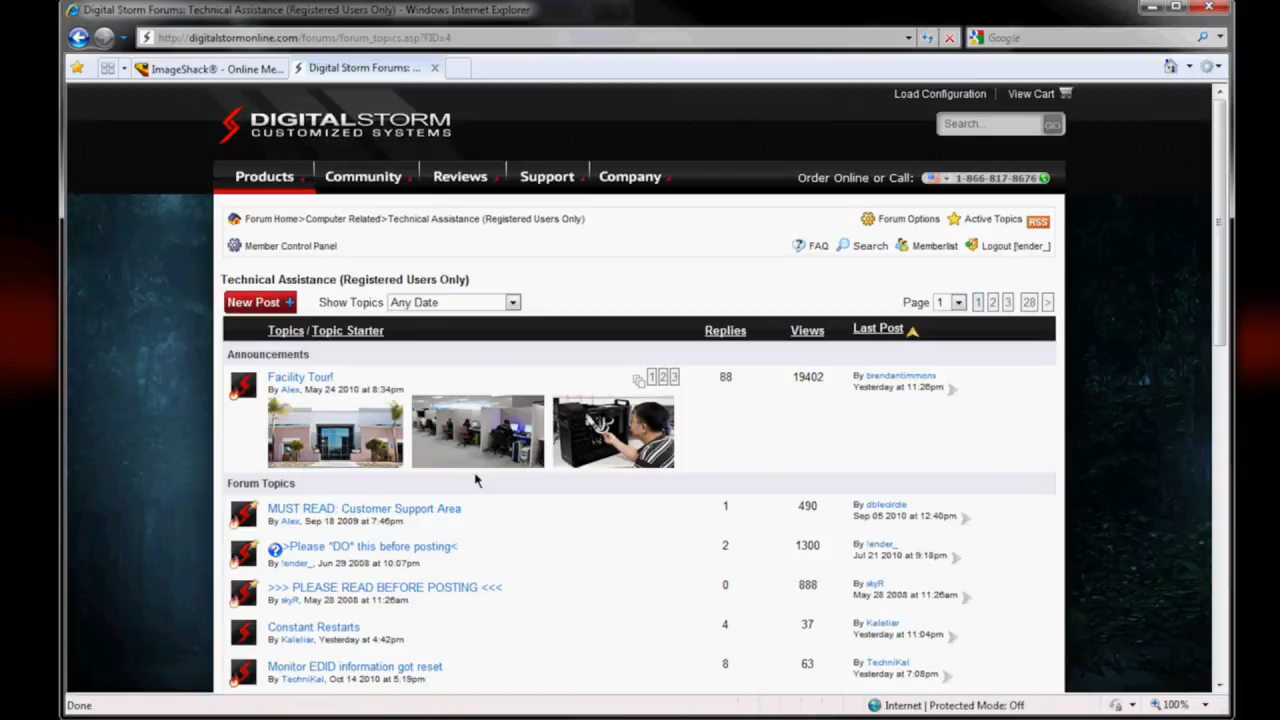 Digital Storm Forums: Technical Assistance (Registered Users Only) - Windows Internet Explorer
http://digitalstormonline.com/forums/forum_topics.asp?FID=4
Google
ImageShack® - Online Me...
Digital Storm Forums: ...
Load Configuration | View Cart
DIGITALSTORM
CUSTOMIZED SYSTEMS
Search...
GO
Products
Community
Reviews
Support
Company
Order Online or Call:
1-866-817-8676
Forum Home>Computer Related>Technical Assistance (Registered Users Only)
Forum Options
Active Topics
RSS
Member Control Panel
FAQ
Search
Memberlist
Logout [!ender_]
Technical Assistance (Registered Users Only)
New Post +
Show Topics
Any Date
Page
1
1 2 3 28 >
Topics / Topic Starter
Replies
Views
Last Post
Announcements
Facility Tour!
1 2 3
88
19402
By brendantimmons
By Alex, May 24 2010 at 8:34pm
Yesterday at 11:26pm
Forum Topics
MUST READ: Customer Support Area
1
490
By dblecircle
By Alex, Sep 18 2009 at 7:46pm
Sep 05 2010 at 12:40pm
? >Please *DO* this before posting<
2
1300
By !ender_
By !ender_, Jun 29 2008 at 10:07pm
Jul 21 2010 at 9:18pm
>>> PLEASE READ BEFORE POSTING <<<
0
888
By skyR
By skyR, May 28 2008 at 11:26am
May 28 2008 at 11:26am
Constant Restarts
4
37
By Kaleliar
By Kaleliar, Yesterday at 4:42pm
Yesterday at 11:04pm
Monitor EDID information got reset
8
63
By TechniKal
By TechniKal, Oct 14 2010 at 5:19pm
Yesterday at 7:08pm
Done
Internet | Protected Mode: Off
100%